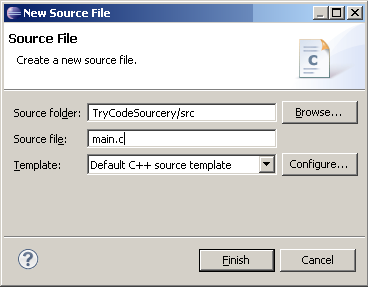 New Source File
Source File
Create a new source file.
C
Source folder: TryCodeSourcery/src Browse...
Source file: main.c
Template: Default C++ source template Configure...
? Finish Cancel